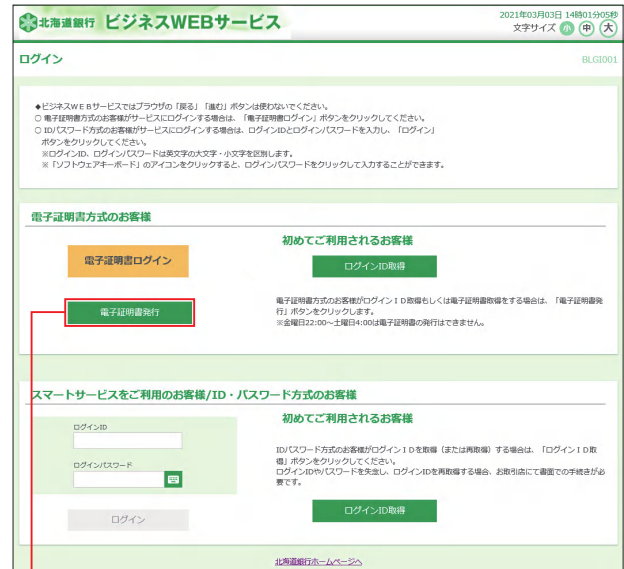 北海道銀行 ビジネスWEBサービス
2021年03月03日 14時01分05秒
文字サイズ 小 中 大
ログイン
BLGI001
◆ビジネスWEBサービスではブラウザの「戻る」「進む」ボタンは使わないでください。
○ 電子証明書方式のお客様がサービスにログインする場合は、「電子証明書ログイン」ボタンをクリックしてください。
○ ID/パスワード方式のお客様がサービスにログインする場合は、ログインIDとログインパスワードを入力し、「ログイン」
ボタンをクリックしてください。
※ログインID、ログインパスワードは英文字の大文字・小文字を区別します。
※「ソフトウェアキーボード」のアイコンをクリックすると、ログインパスワードをクリックして入力することができます。
電子証明書方式のお客様
電子証明書ログイン
電子証明書発行
初めてご利用されるお客様
ログインID取得
電子証明書方式のお客様がログインID取得もしくは電子証明書取得をする場合は、「電子証明書発
行」ボタンをクリックします。
※金曜日22:00～土曜日4:00は電子証明書の発行はできません。
スマートサービスをご利用のお客様/ID・パスワード方式のお客様
ログインID
ログインパスワード
ログイン
初めてご利用されるお客様
ID/パスワード方式のお客様がログインIDを取得（または再取得）する場合は、「ログインID取
得」ボタンをクリックしてください。
ログインIDやパスワードを失念し、ログインIDを再取得する場合、お取引店にて書面での手続きが必
要です。
ログインID取得
北海道銀行ホームページへ